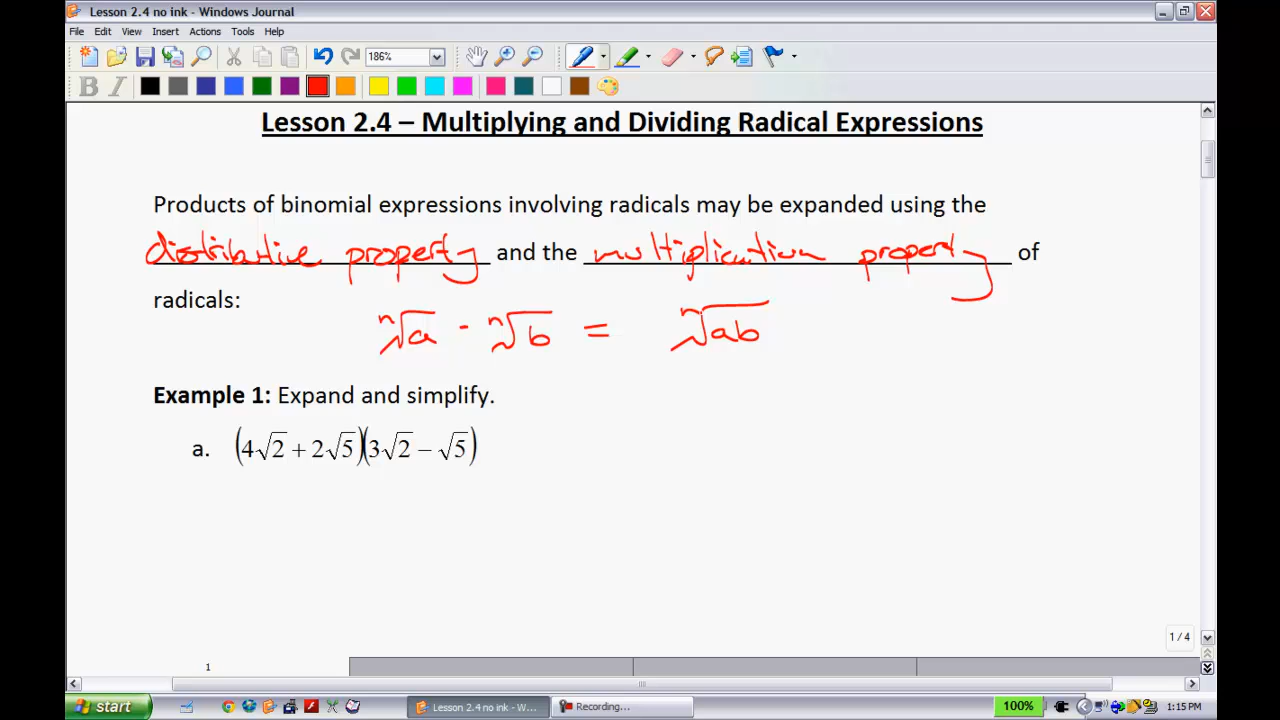 Lesson 2.4 no ink - Windows Journal
File Edit View Insert Actions Tools Help
186%
B I
Lesson 2.4 – Multiplying and Dividing Radical Expressions
Products of binomial expressions involving radicals may be expanded using the
distributive property and the multiplication property of
radicals:
ⁿ√a · ⁿ√b = ⁿ√ab
Example 1: Expand and simplify.
a. (4√2 + 2√5)(3√2 − √5)
1 / 4
1
start Lesson 2.4 no ink - W... Recording... 100% 1:15 PM